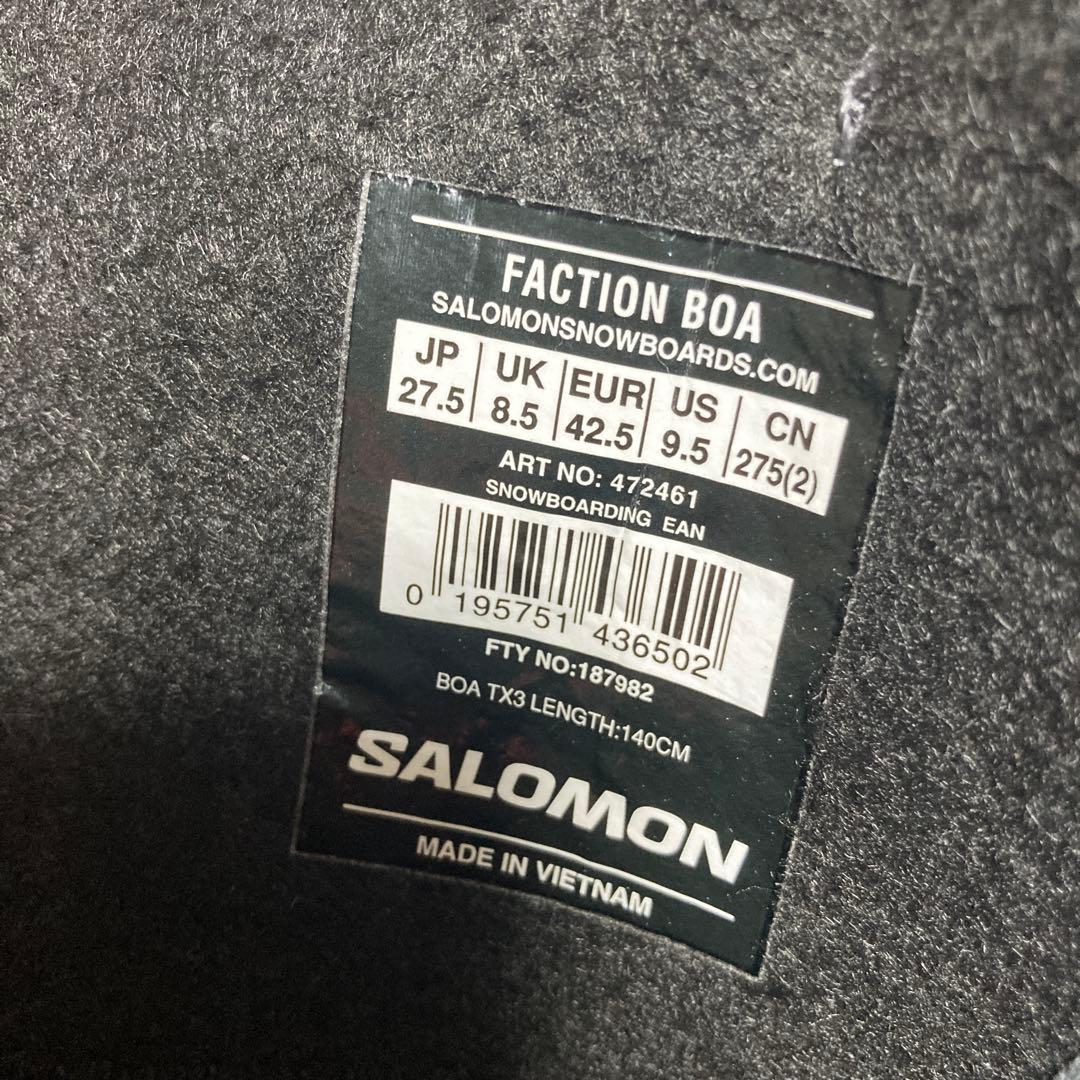 FACTION BOA
SALOMONSNOWBOARDS.COM
JP UK EUR US CN
27.5 8.5 42.5 9.5 275(2)
ART NO: 472461
SNOWBOARDING EAN
0 195751 436502
FTY NO:187982
BOA TX3 LENGTH:140CM
SALOMON
MADE IN VIETNAM